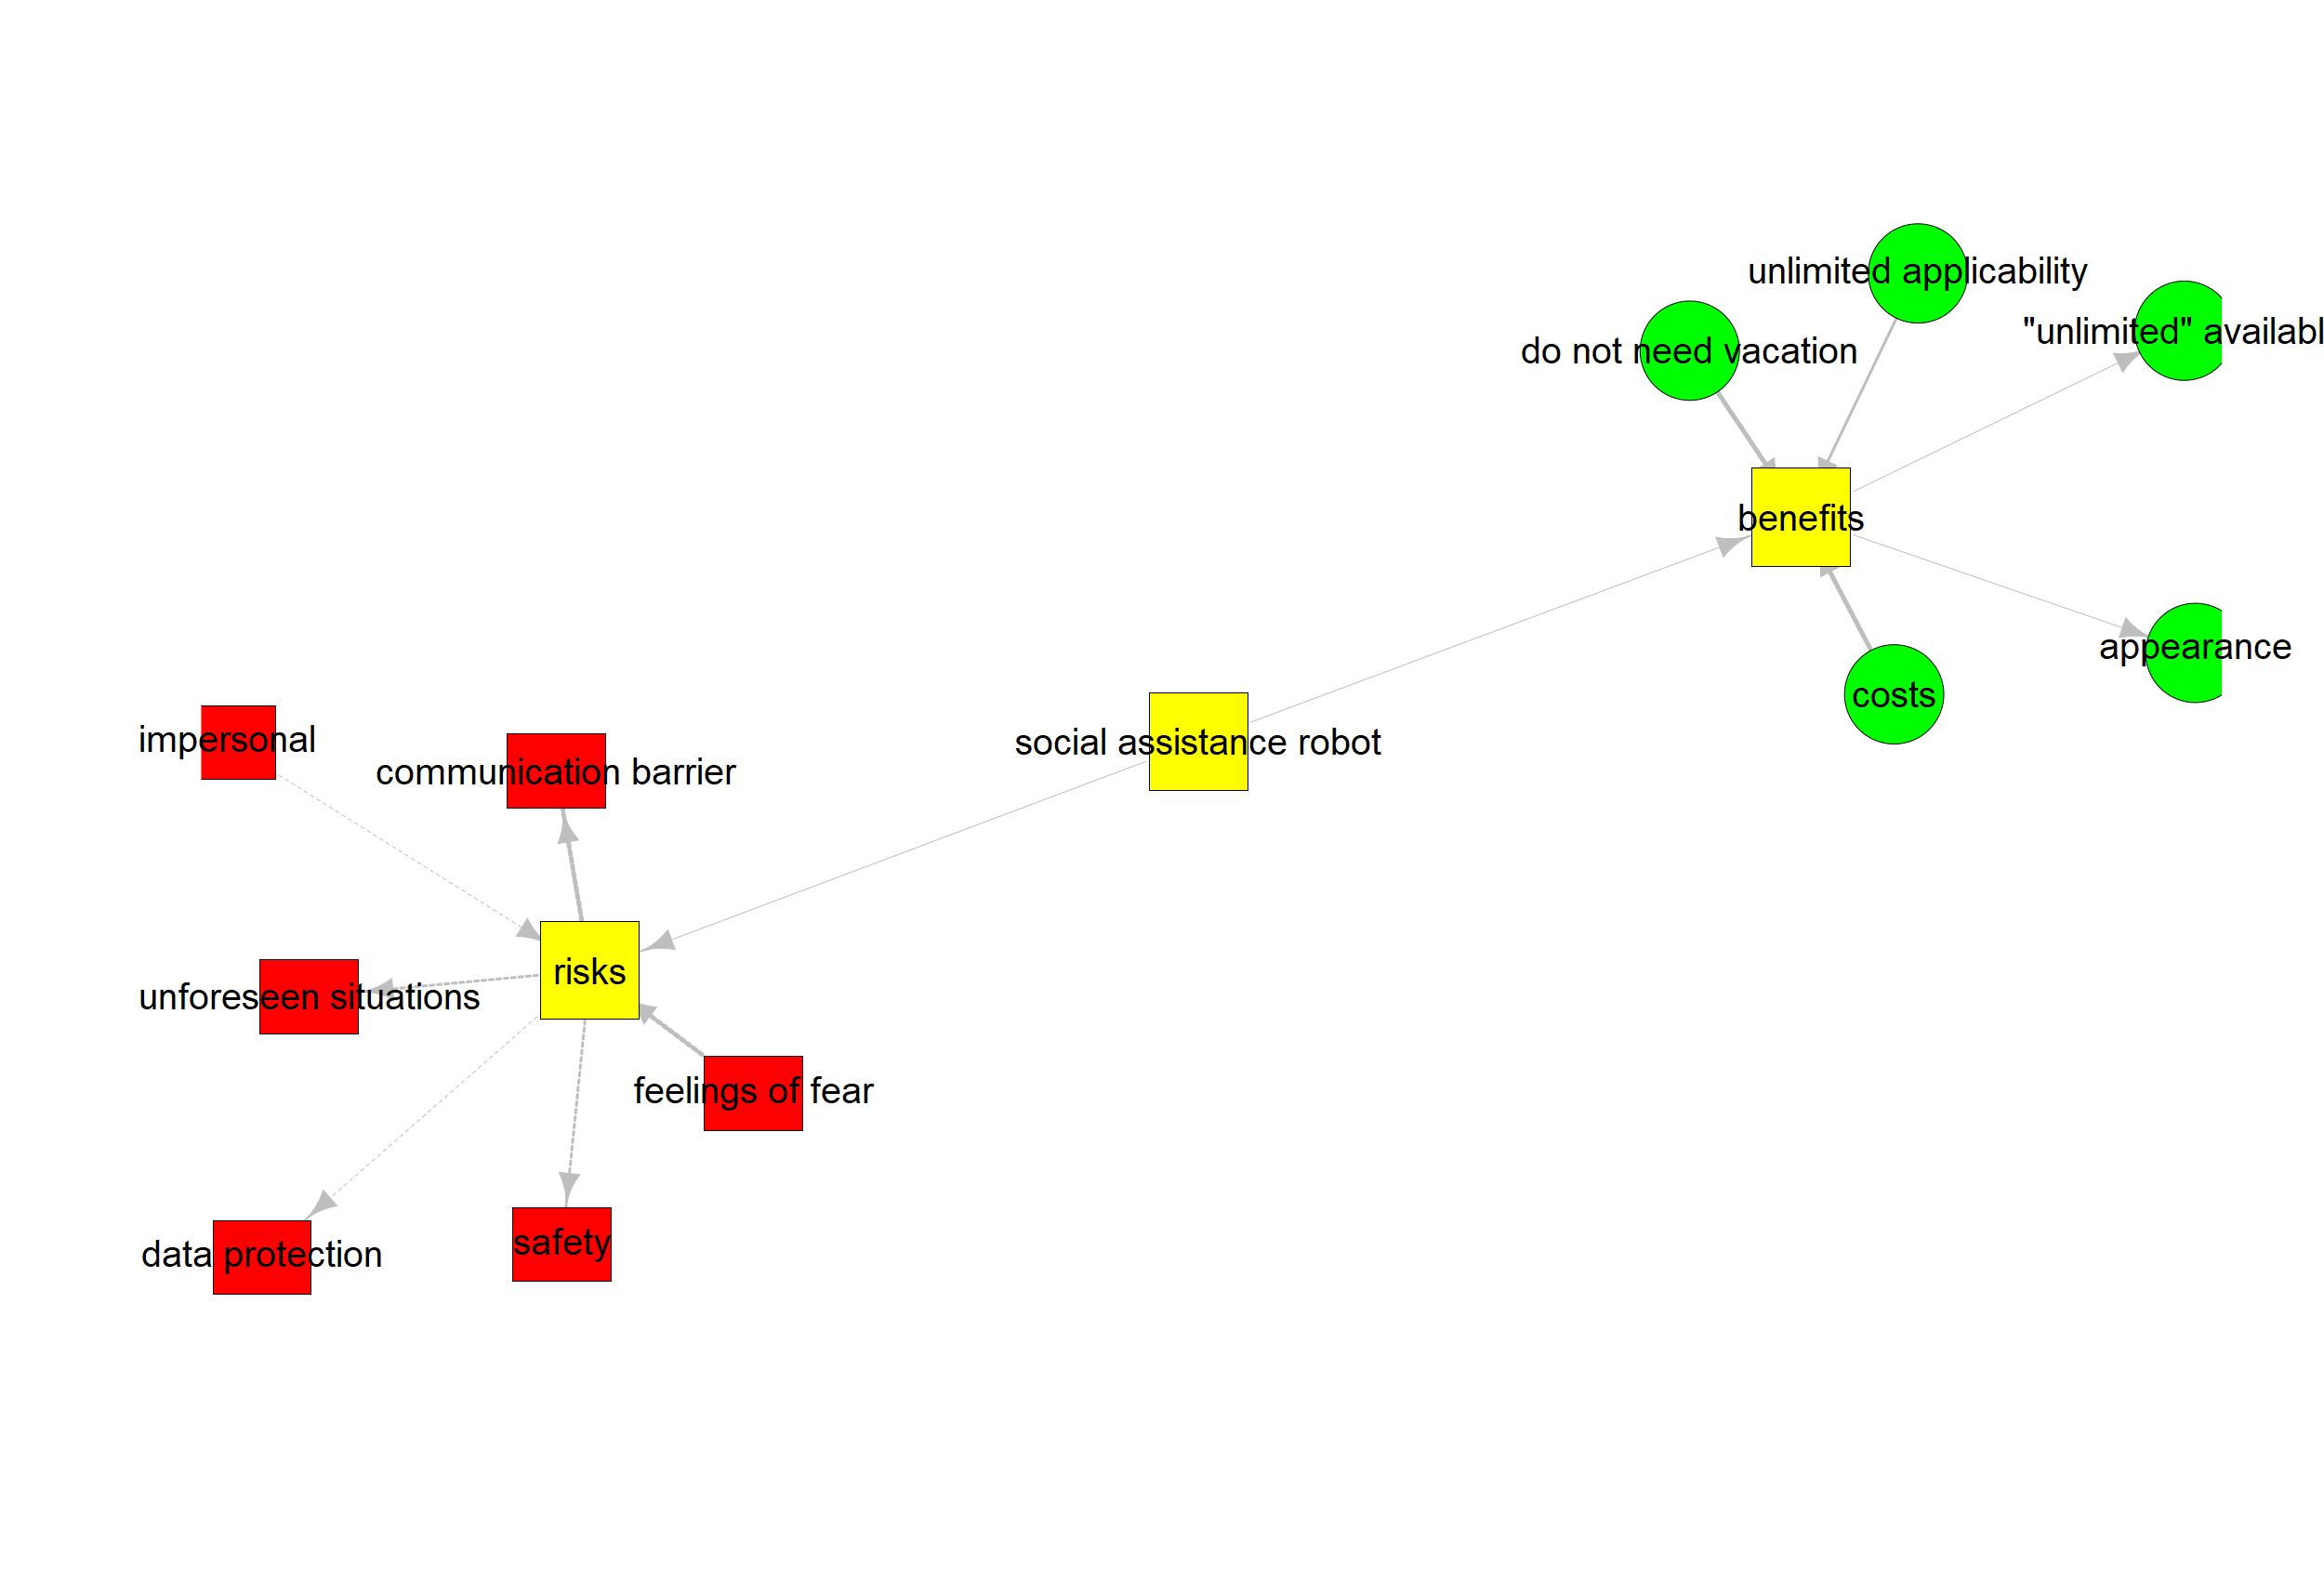 unlimited applicability
"unlimited" availabl
do not need vacation
benefits
appearance
costs
social assistance robot
impersonal
communication barrier
risks
unforeseen situations
feelings of fear
safety
data protection